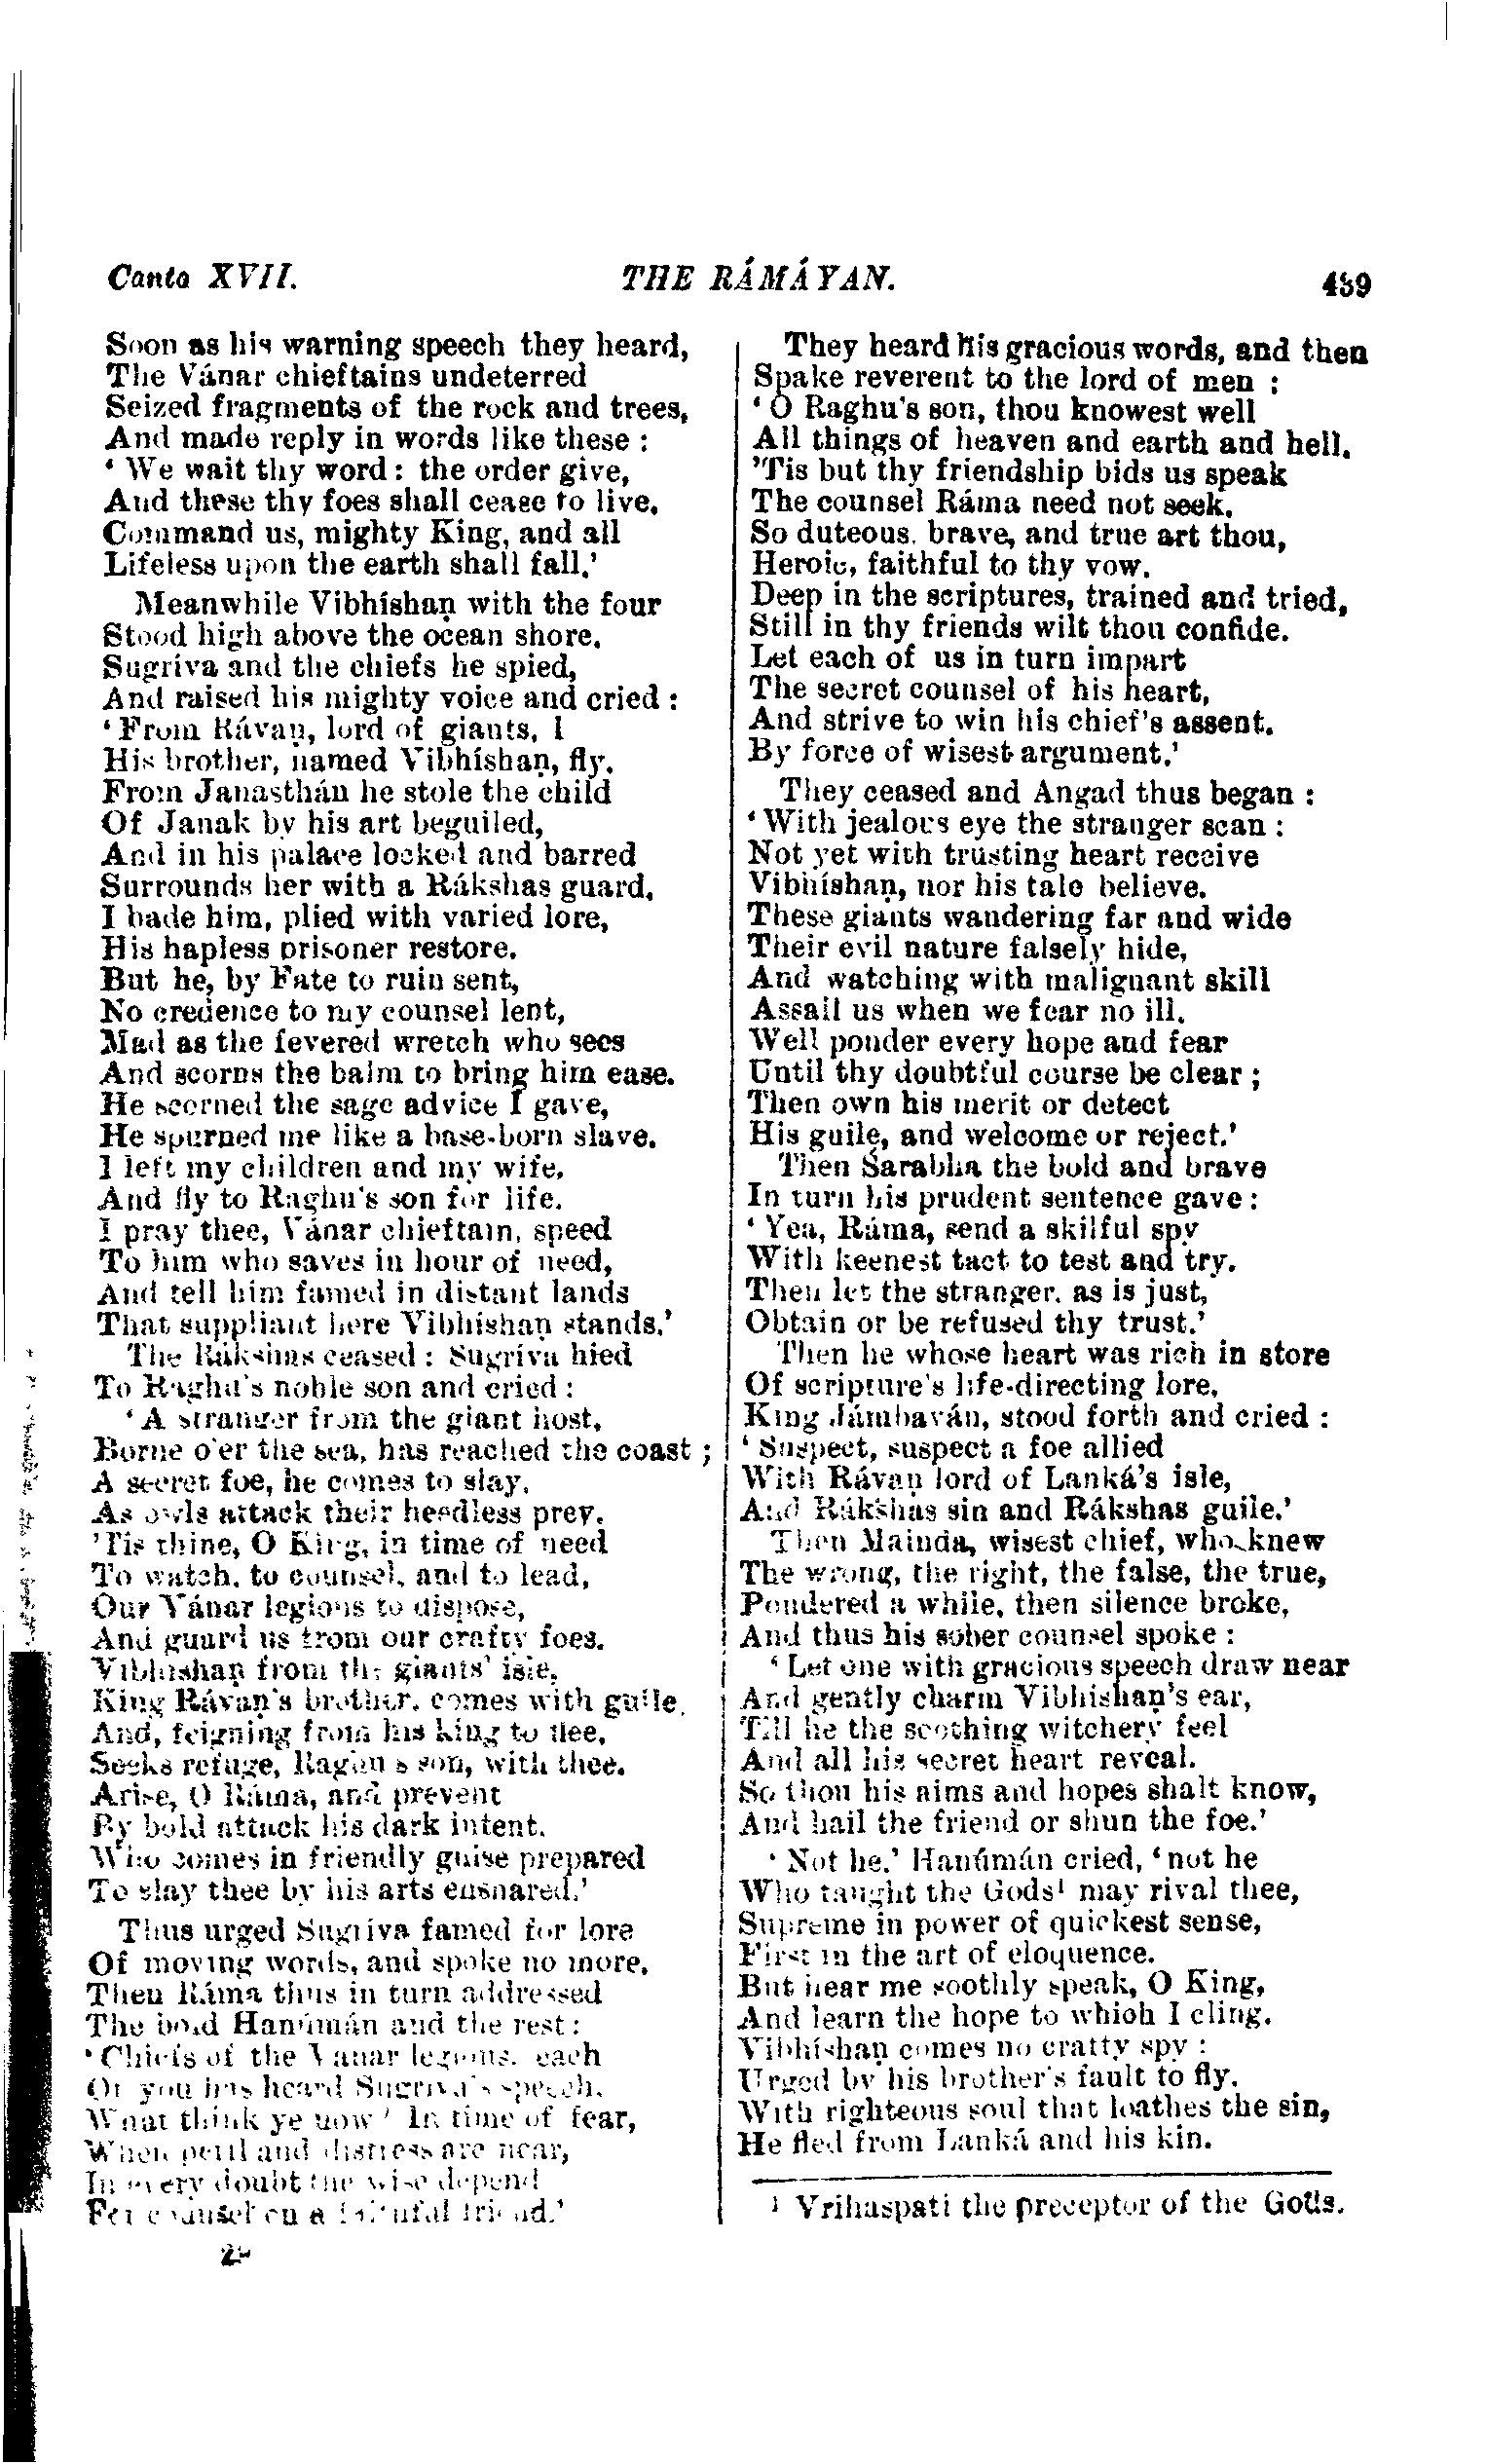 Canto XVII.
THE RÁMÁYAN.
439
Soon as his warning speech they heard,
The Vánar chieftains undeterred
Seized fragments of the rock and trees,
And made reply in words like these :
‘ We wait thy word : the order give,
And these thy foes shall cease to live.
Command us, mighty King, and all
Lifeless upon the earth shall fall.’
Meanwhile Vibhíshaṇ with the four
Stood high above the ocean shore.
Sugríva and the chiefs he spied,
And raised his mighty voice and cried :
‘ From Rávaṇ, lord of giants, I
His brother, named Vibhíshaṇ, fly.
From Janasthán he stole the child
Of Janak by his art beguiled,
And in his palace locked and barred
Surrounds her with a Rákshas guard.
I bade him, plied with varied lore,
His hapless prisoner restore.
But he, by Fate to ruin sent,
No credence to my counsel lent,
Mad as the fevered wretch who sees
And scorns the balm to bring him ease.
He scorned the sage advice I gave,
He spurned me like a base-born slave.
I left my children and my wife,
And fly to Raghu's son for life.
I pray thee, Vánar chieftain, speed
To him who saves in hour of need,
And tell him famed in distant lands
That suppliant here Vibhíshaṇ stands.’
The Rákshas ceased : Sugríva hied
To Raghu's noble son and cried :
‘ A stranger from the giant host,
Borne o'er the sea, has reached the coast ;
A secret foe, he comes to slay,
As owls attack their heedless prey.
’Tis thine, O King, in time of need
To watch, to counsel, and to lead,
Our Vánar legions to dispose,
And guard us from our crafty foes.
Vibhíshaṇ from the giants' isle,
King Rávaṇ's brother, comes with guile,
And, feigning from his king to flee,
Seeks refuge, Raghu's son, with thee.
Arise, O Ráma, and prevent
By bold attack his dark intent.
Who comes in friendly guise prepared
To slay thee by his arts ensnared.’
Thus urged Sugríva famed for lore
Of moving words, and spoke no more.
Then Ráma thus in turn addressed
The bold Hanúmán and the rest :
‘ Chiefs of the Vánar legions, each
Of you has heard Sugríva's speech.
What think ye now ? In time of fear,
When peril and distress are near,
In every doubt the wise depend
For counsel on a faithful friend.’
They heard his gracious words, and then
Spake reverent to the lord of men :
‘ O Raghu's son, thou knowest well
All things of heaven and earth and hell.
’Tis but thy friendship bids us speak
The counsel Ráma need not seek.
So duteous, brave, and true art thou,
Heroic, faithful to thy vow.
Deep in the scriptures, trained and tried,
Still in thy friends wilt thou confide.
Let each of us in turn impart
The secret counsel of his heart,
And strive to win his chief's assent,
By force of wisest argument.’
They ceased and Angad thus began :
‘ With jealous eye the stranger scan :
Not yet with trusting heart receive
Vibhíshaṇ, nor his tale believe.
These giants wandering far and wide
Their evil nature falsely hide,
And watching with malignant skill
Assail us when we fear no ill.
Well ponder every hope and fear
Until thy doubtful course be clear ;
Then own his merit or detect
His guile, and welcome or reject.’
Then Śarabha the bold and brave
In turn his prudent sentence gave :
‘ Yea, Ráma, send a skilful spy
With keenest tact to test and try.
Then let the stranger, as is just,
Obtain or be refused thy trust.’
Then he whose heart was rich in store
Of scripture's life-directing lore,
King Jámbaván, stood forth and cried :
‘ Suspect, suspect a foe allied
With Rávaṇ lord of Lanká's isle,
And Rákshas sin and Rákshas guile.’
Then Mainda, wisest chief, who knew
The wrong, the right, the false, the true,
Pondered a while, then silence broke,
And thus his sober counsel spoke :
‘ Let one with gracious speech draw near
And gently charm Vibhíshaṇ's ear,
Till he the soothing witchery feel
And all his secret heart reveal.
So thou his aims and hopes shalt know,
And hail the friend or shun the foe.’
‘ Not he.’ Hanúmán cried, ‘ not he
Who taught the Gods¹ may rival thee,
Supreme in power of quickest sense,
First in the art of eloquence.
But hear me soothly speak, O King,
And learn the hope to which I cling.
Vibhíshaṇ comes no crafty spy :
Urged by his brother's fault to fly.
With righteous soul that loathes the sin,
He fled from Lanká and his kin.
¹ Vrihaspati the preceptor of the Gods.